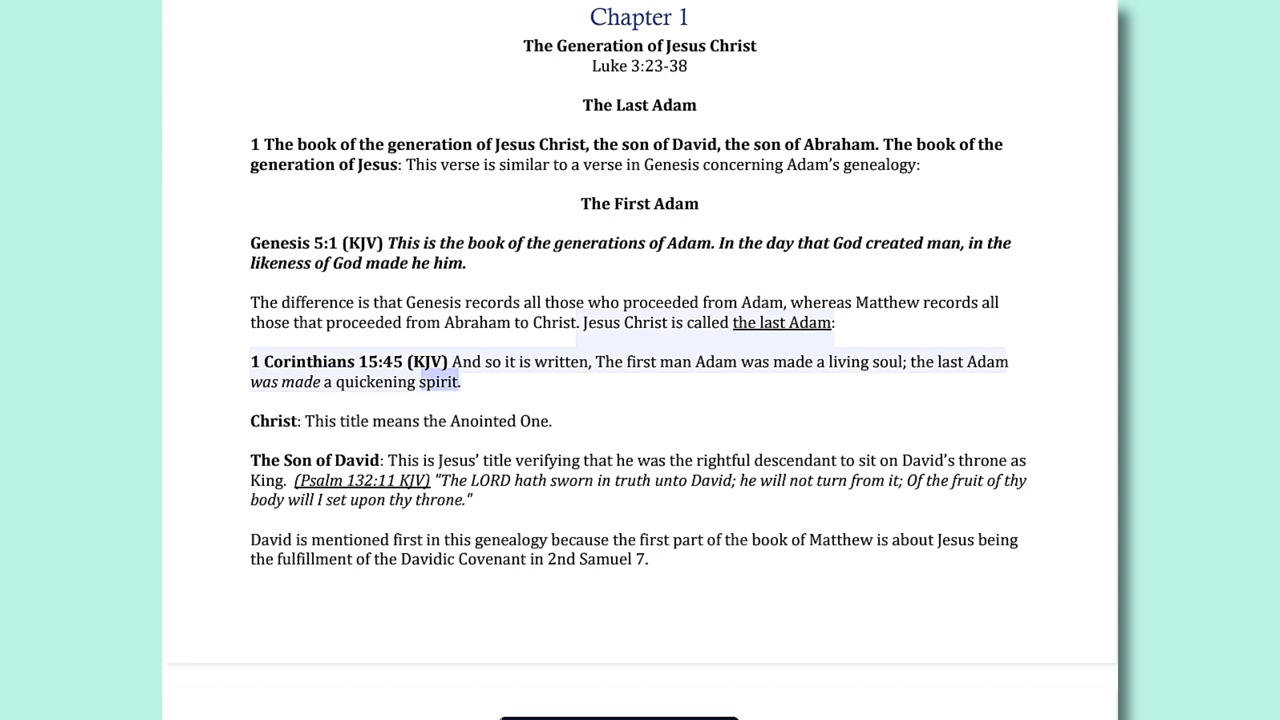 Chapter 1
The Generation of Jesus Christ
Luke 3:23-38
The Last Adam
1 The book of the generation of Jesus Christ, the son of David, the son of Abraham. The book of the
generation of Jesus: This verse is similar to a verse in Genesis concerning Adam’s genealogy:
The First Adam
Genesis 5:1 (KJV) This is the book of the generations of Adam. In the day that God created man, in the
likeness of God made he him.
The difference is that Genesis records all those who proceeded from Adam, whereas Matthew records all
those that proceeded from Abraham to Christ. Jesus Christ is called the last Adam:
1 Corinthians 15:45 (KJV) And so it is written, The first man Adam was made a living soul; the last Adam
was made a quickening spirit.
Christ: This title means the Anointed One.
The Son of David: This is Jesus’ title verifying that he was the rightful descendant to sit on David’s throne as
King. (Psalm 132:11 KJV) "The LORD hath sworn in truth unto David; he will not turn from it; Of the fruit of thy
body will I set upon thy throne."
David is mentioned first in this genealogy because the first part of the book of Matthew is about Jesus being
the fulfillment of the Davidic Covenant in 2nd Samuel 7.